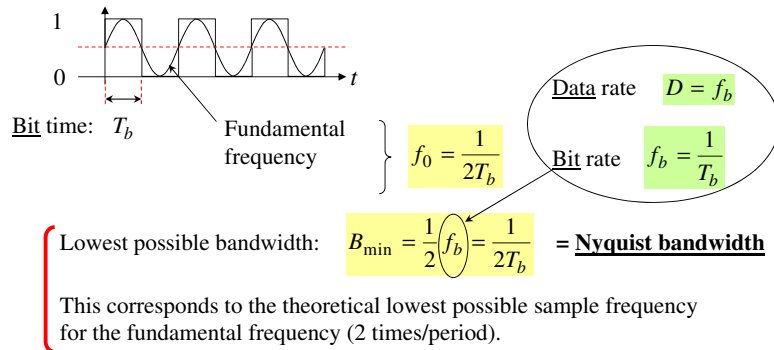 1
0
t
Bit time: T_b
Fundamental
frequency
f_0 = 1 / 2T_b
Data rate D = f_b
Bit rate f_b = 1 / T_b
Lowest possible bandwidth: B_min = 1/2 f_b = 1 / 2T_b = Nyquist bandwidth
This corresponds to the theoretical lowest possible sample frequency
for the fundamental frequency (2 times/period).